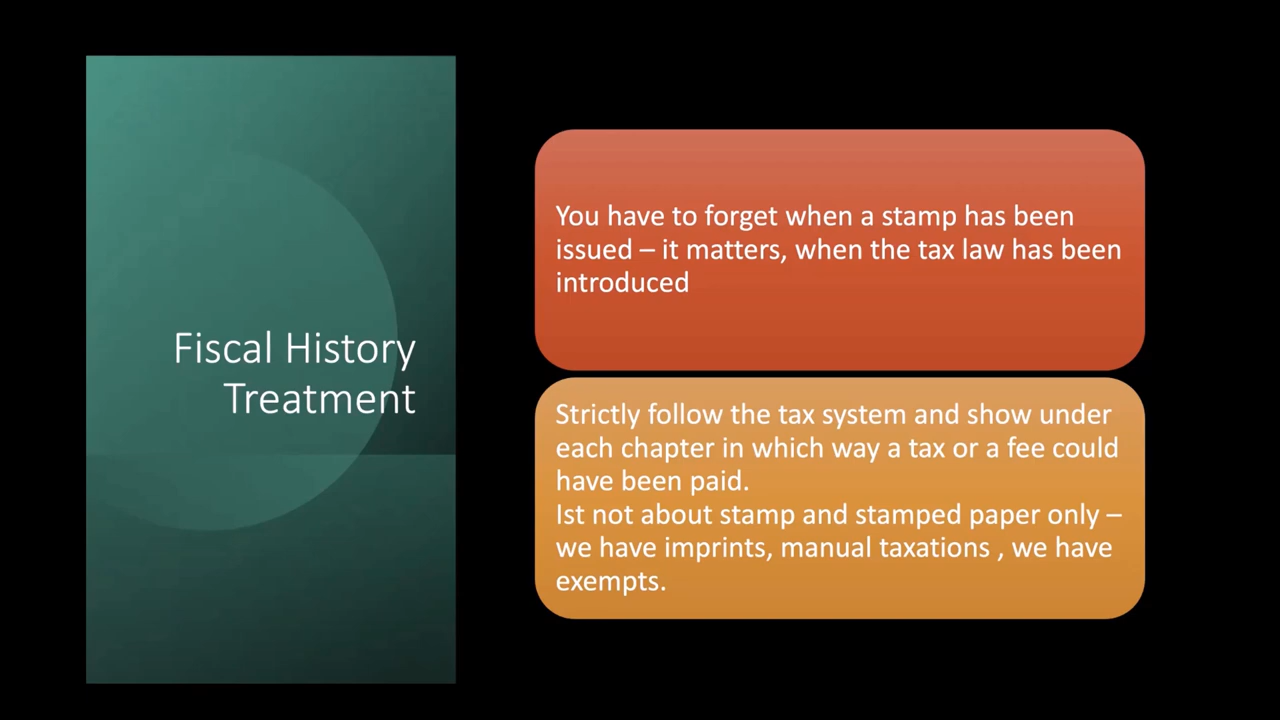 Fiscal History
Treatment
You have to forget when a stamp has been
issued – it matters, when the tax law has been
introduced
Strictly follow the tax system and show under
each chapter in which way a tax or a fee could
have been paid.
Ist not about stamp and stamped paper only –
we have imprints, manual taxations , we have
exempts.